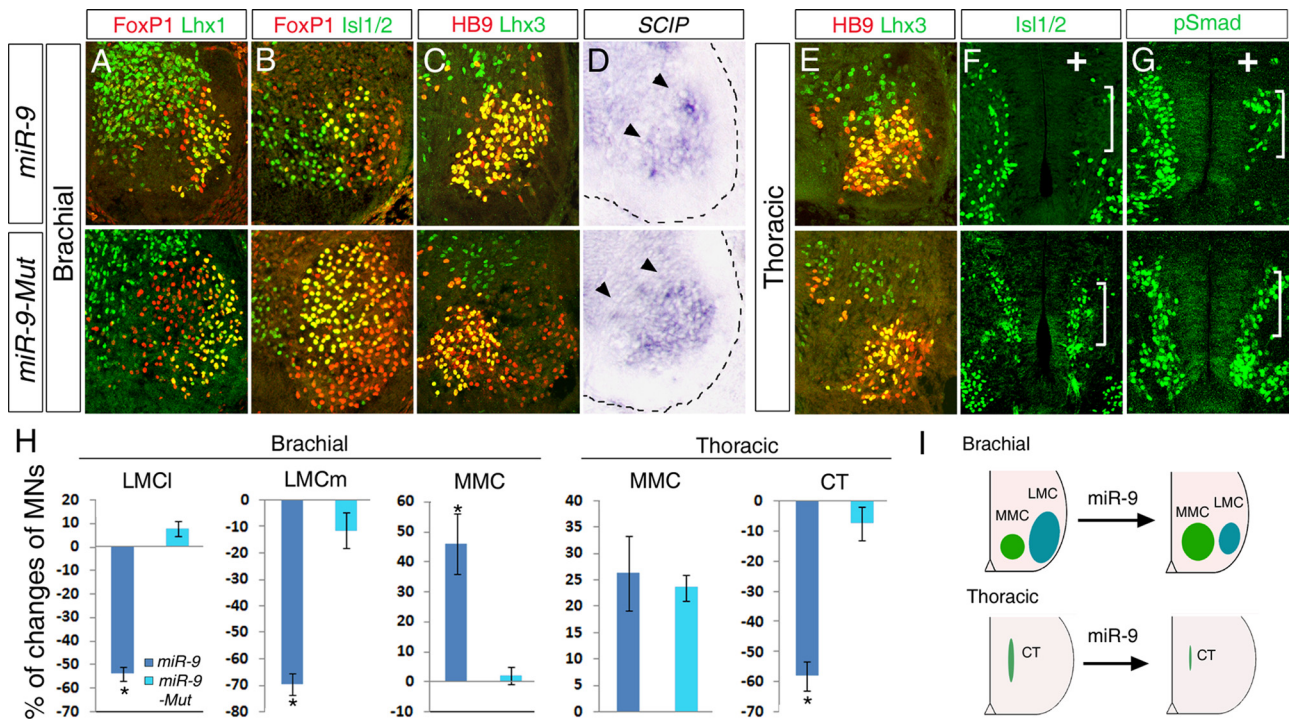 FoxP1 Lhx1
FoxP1 Isl1/2
HB9 Lhx3
SCIP
HB9 Lhx3
Isl1/2
pSmad
miR-9
miR-9-Mut
Brachial
Thoracic
A
B
C
D
E
F
+
G
+
H
Brachial
Thoracic
% of changes of MNs
LMCl
20
10
0
-10
-20
-30
-40
-50
-60
-70
*
miR-9
miR-9
-Mut
LMCm
0
-10
-20
-30
-40
-50
-60
-70
-80
*
MMC
60
50
40
30
20
10
0
-10
*
MMC
40
35
30
25
20
15
10
5
0
CT
0
-10
-20
-30
-40
-50
-60
-70
*
I
Brachial
MMC
LMC
miR-9
MMC
LMC
Thoracic
CT
miR-9
CT